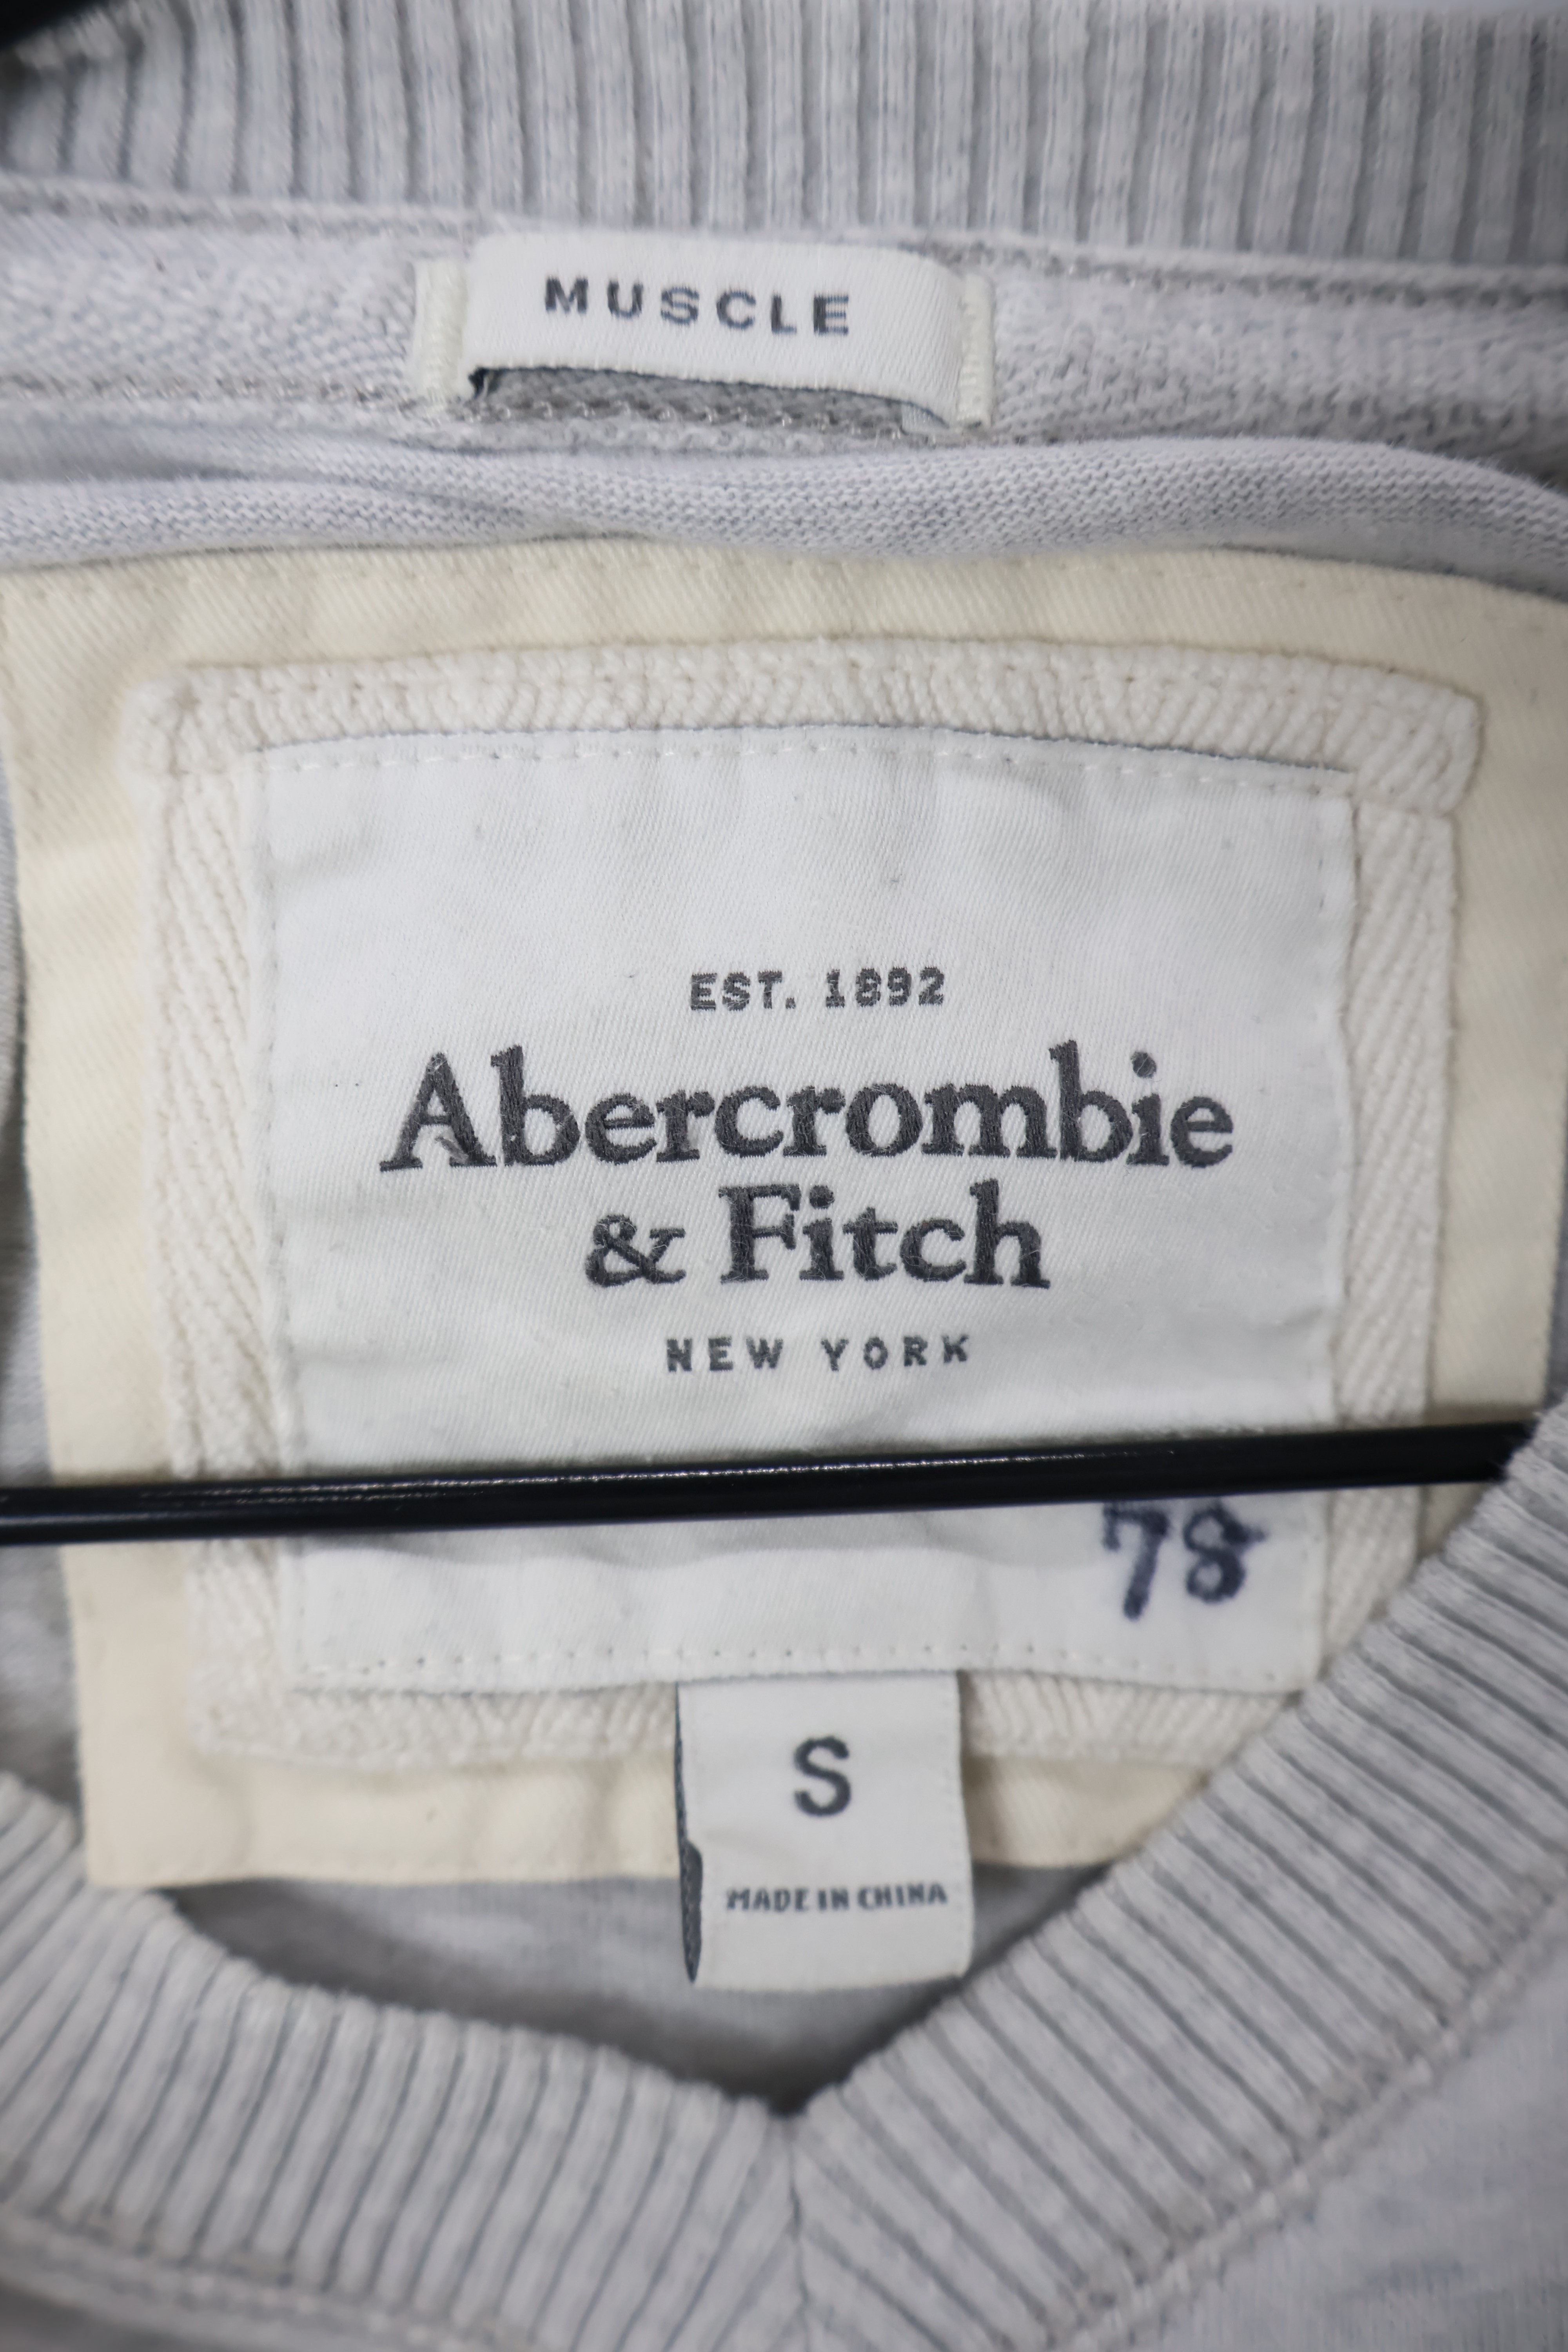 MUSCLE
EST. 1892
Abercrombie
& Fitch
NEW YORK
78
S
MADE IN CHINA